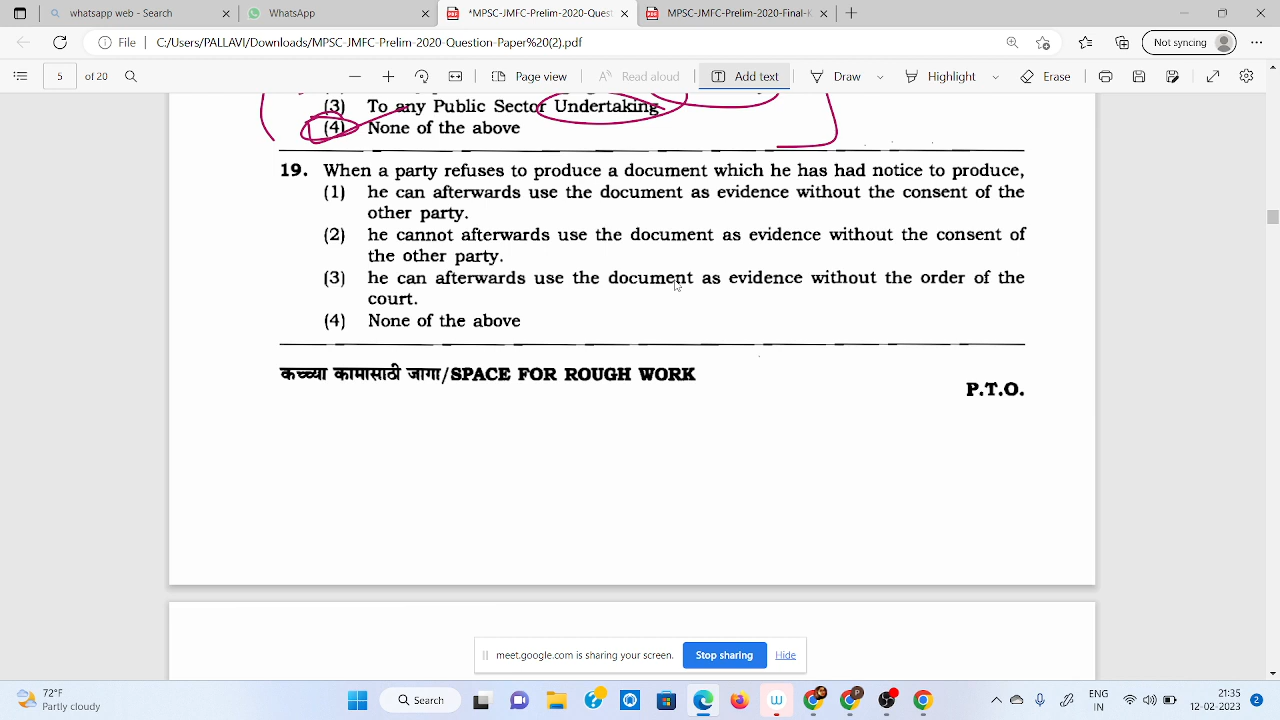 whatsapp web - Search
WhatsApp
*MPSC-JMFC-Prelim-2020-Quest
MPSC-JMFC-Prelim-2020-Final-K
File
C:/Users/PALLAVI/Downloads/MPSC-JMFC-Prelim-2020-Question-Paper%20(2).pdf
Not syncing
5 of 20
Page view
Read aloud
Add text
Draw
Highlight
Erase
(3) To any Public Sector Undertaking
(4) None of the above
19. When a party refuses to produce a document which he has had notice to produce,
(1) he can afterwards use the document as evidence without the consent of the
other party.
(2) he cannot afterwards use the document as evidence without the consent of
the other party.
(3) he can afterwards use the document as evidence without the order of the
court.
(4) None of the above
कच्च्या कामासाठी जागा/SPACE FOR ROUGH WORK
P.T.O.
meet.google.com is sharing your screen.
Stop sharing
Hide
72°F
Partly cloudy
Search
ENG
IN
21:35
12-02-2023
2